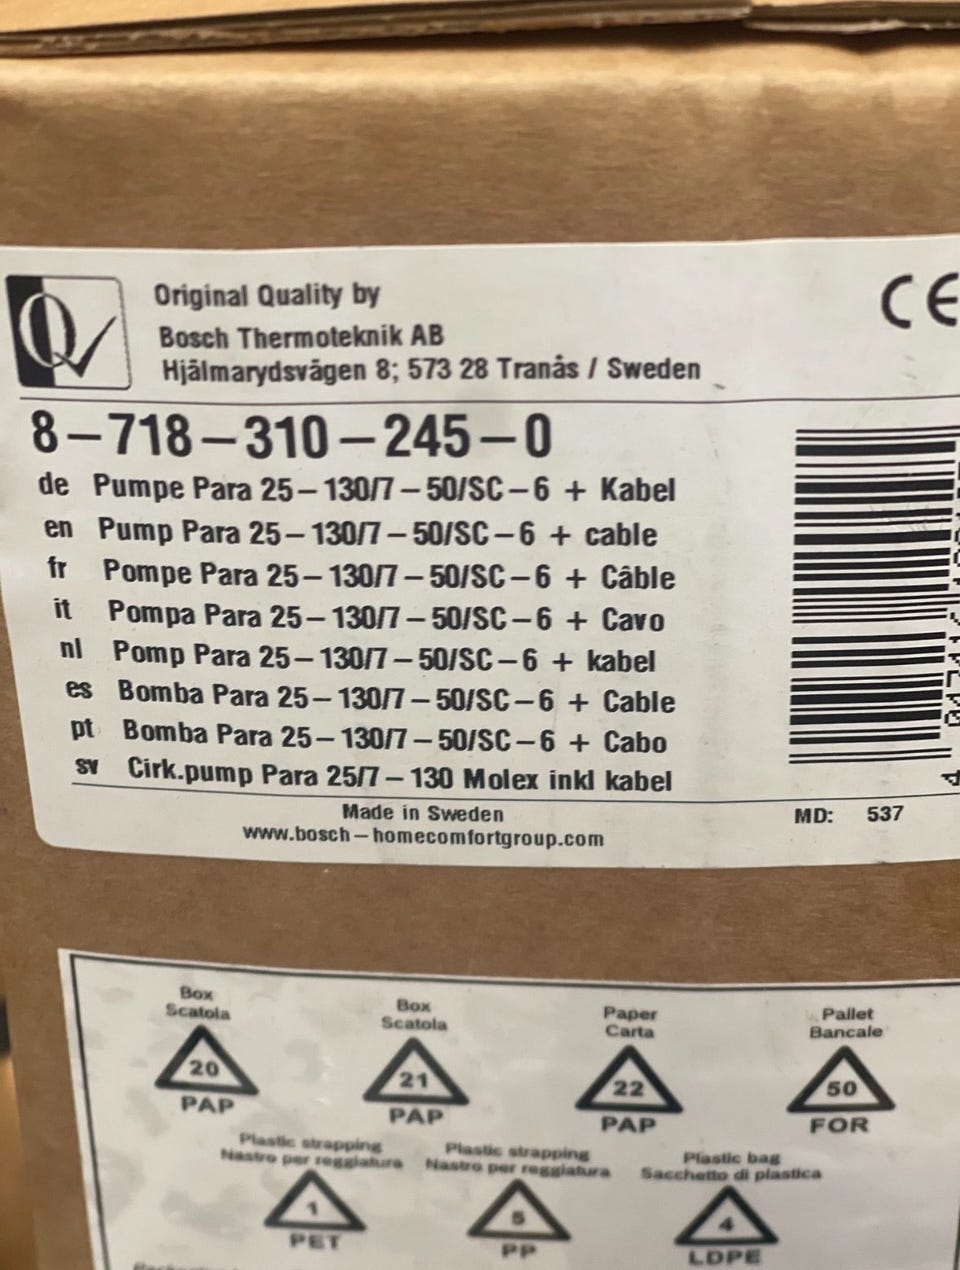 Original Quality by
Bosch Thermoteknik AB
Hjälmarydsvägen 8; 573 28 Tranås / Sweden
CE
8-718-310-245-0
de Pumpe Para 25-130/7-50/SC-6 + Kabel
en Pump Para 25-130/7-50/SC-6 + cable
fr Pompe Para 25-130/7-50/SC-6 + Câble
it Pompa Para 25-130/7-50/SC-6 + Cavo
nl Pomp Para 25-130/7-50/SC-6 + kabel
es Bomba Para 25-130/7-50/SC-6 + Cable
pt Bomba Para 25-130/7-50/SC-6 + Cabo
sv Cirk.pump Para 25/7-130 Molex inkl kabel
Made in Sweden
www.bosch-homecomfortgroup.com
MD: 537
Box
Scatola
20
PAP
Box
Scatola
21
PAP
Paper
Carta
22
PAP
Pallet
Bancale
50
FOR
Plastic strapping
Nastro per reggiatura
1
PET
Plastic strapping
Nastro per reggiatura
5
PP
Plastic bag
Sacchetto di plastica
4
LDPE